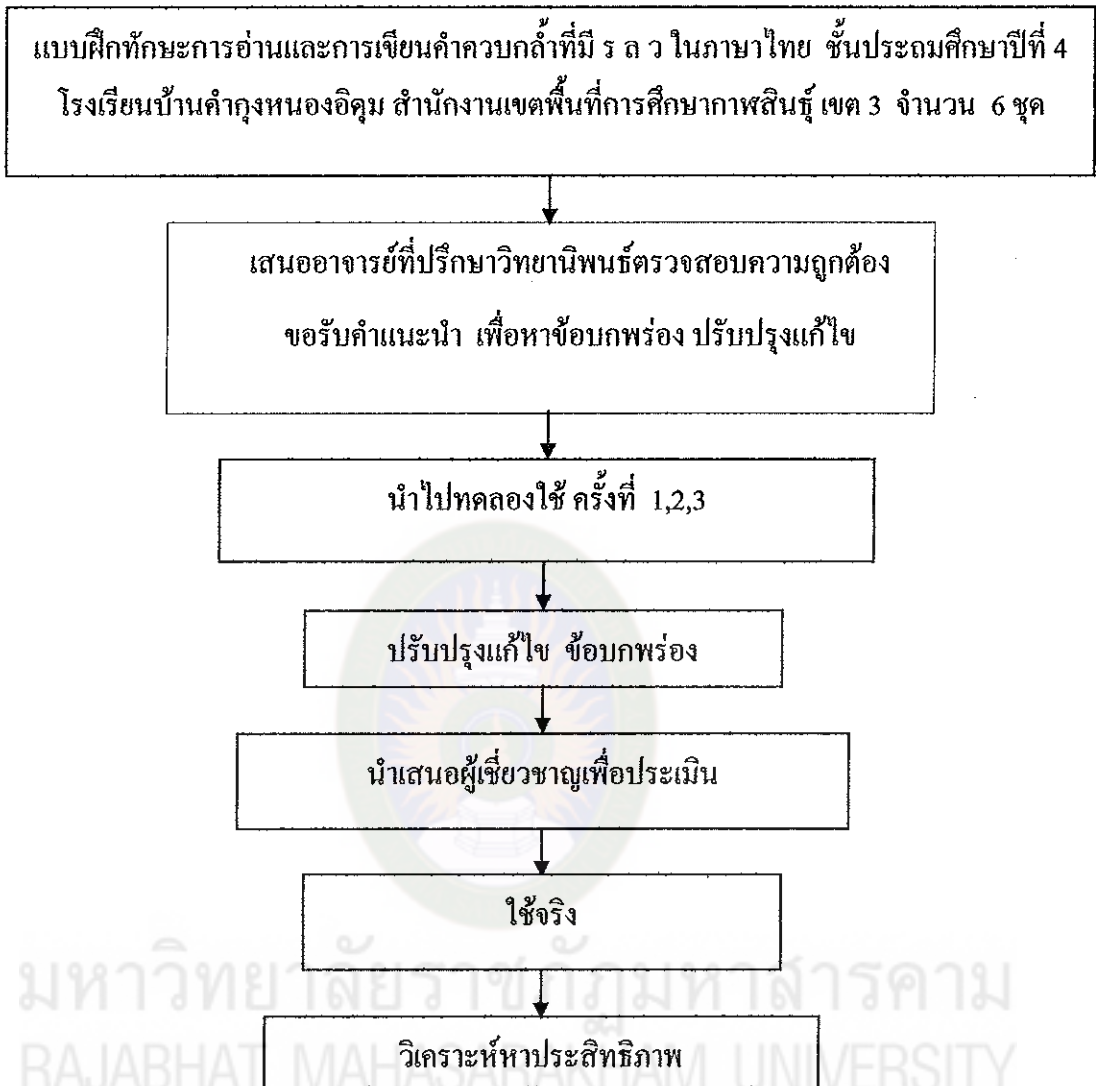 แบบฝึกทักษะการอ่านและการเขียนคำควบกล้ำที่มี ร ล ว ในภาษาไทย ชั้นประถมศึกษาปีที่ 4
โรงเรียนบ้านคำกุงหนองอิดุม สำนักงานเขตพื้นที่การศึกษากาฬสินธุ์ เขต 3 จำนวน 6 ชุด
เสนออาจารย์ที่ปรึกษาวิทยานิพนธ์ตรวจสอบความถูกต้อง
ขอรับคำแนะนำ เพื่อหาข้อบกพร่อง ปรับปรุงแก้ไข
นำไปทดลองใช้ ครั้งที่ 1,2,3
ปรับปรุงแก้ไข ข้อบกพร่อง
นำเสนอผู้เชี่ยวชาญเพื่อประเมิน
ใช้จริง
มหาวิทยาลัยราชภัฏมหาสารคาม
วิเคราะห์หาประสิทธิภาพ
RAJABHAT MAHASARAKHAM UNIVERSITY